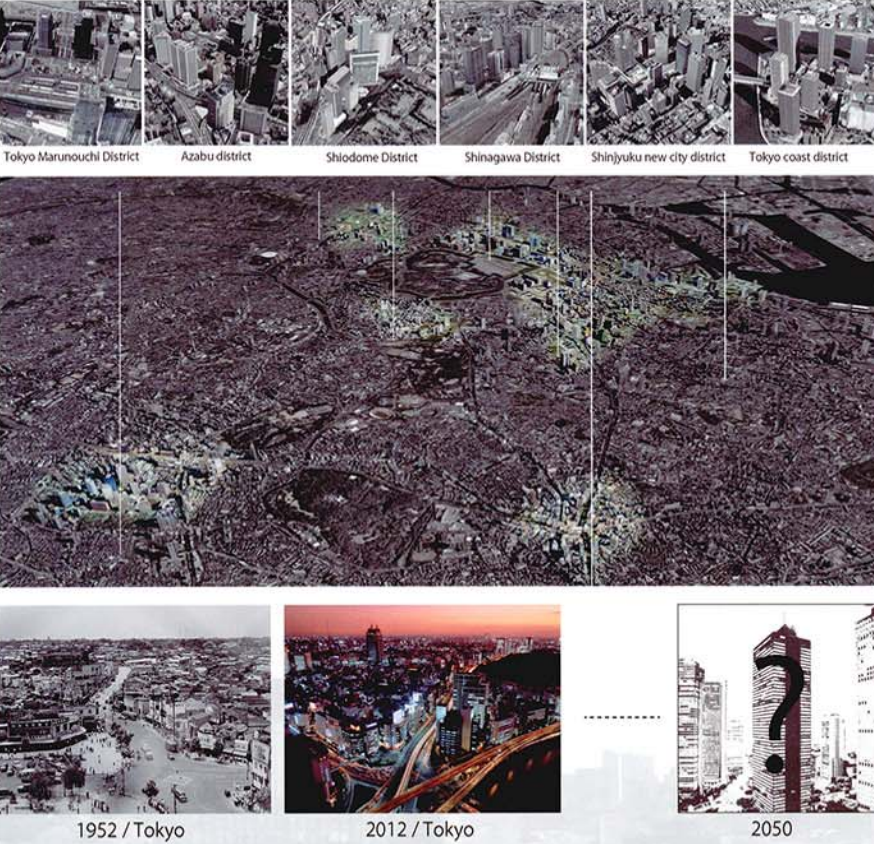 Tokyo Marunouchi District
Azabu district
Shiodome District
Shinagawa District
Shinjyuku new city district
Tokyo coast district
1952 / Tokyo
2012 / Tokyo
?
2050